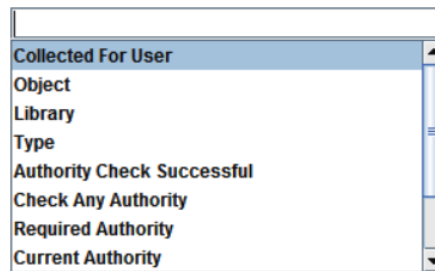 Collected For User
Object
Library
Type
Authority Check Successful
Check Any Authority
Required Authority
Current Authority